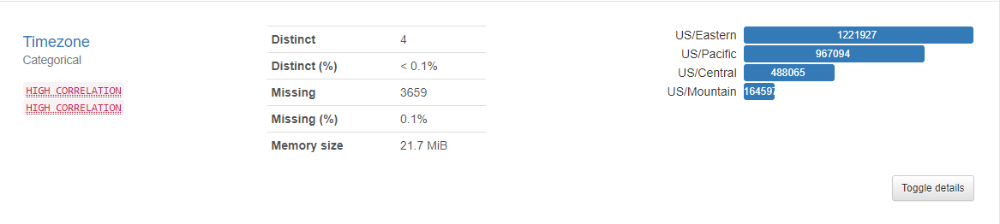 Timezone
Categorical
HIGH CORRELATION
HIGH CORRELATION
Distinct 4
Distinct (%) < 0.1%
Missing 3659
Missing (%) 0.1%
Memory size 21.7 MiB
US/Eastern 1221927
US/Pacific 967094
US/Central 488065
US/Mountain 164597
Toggle details